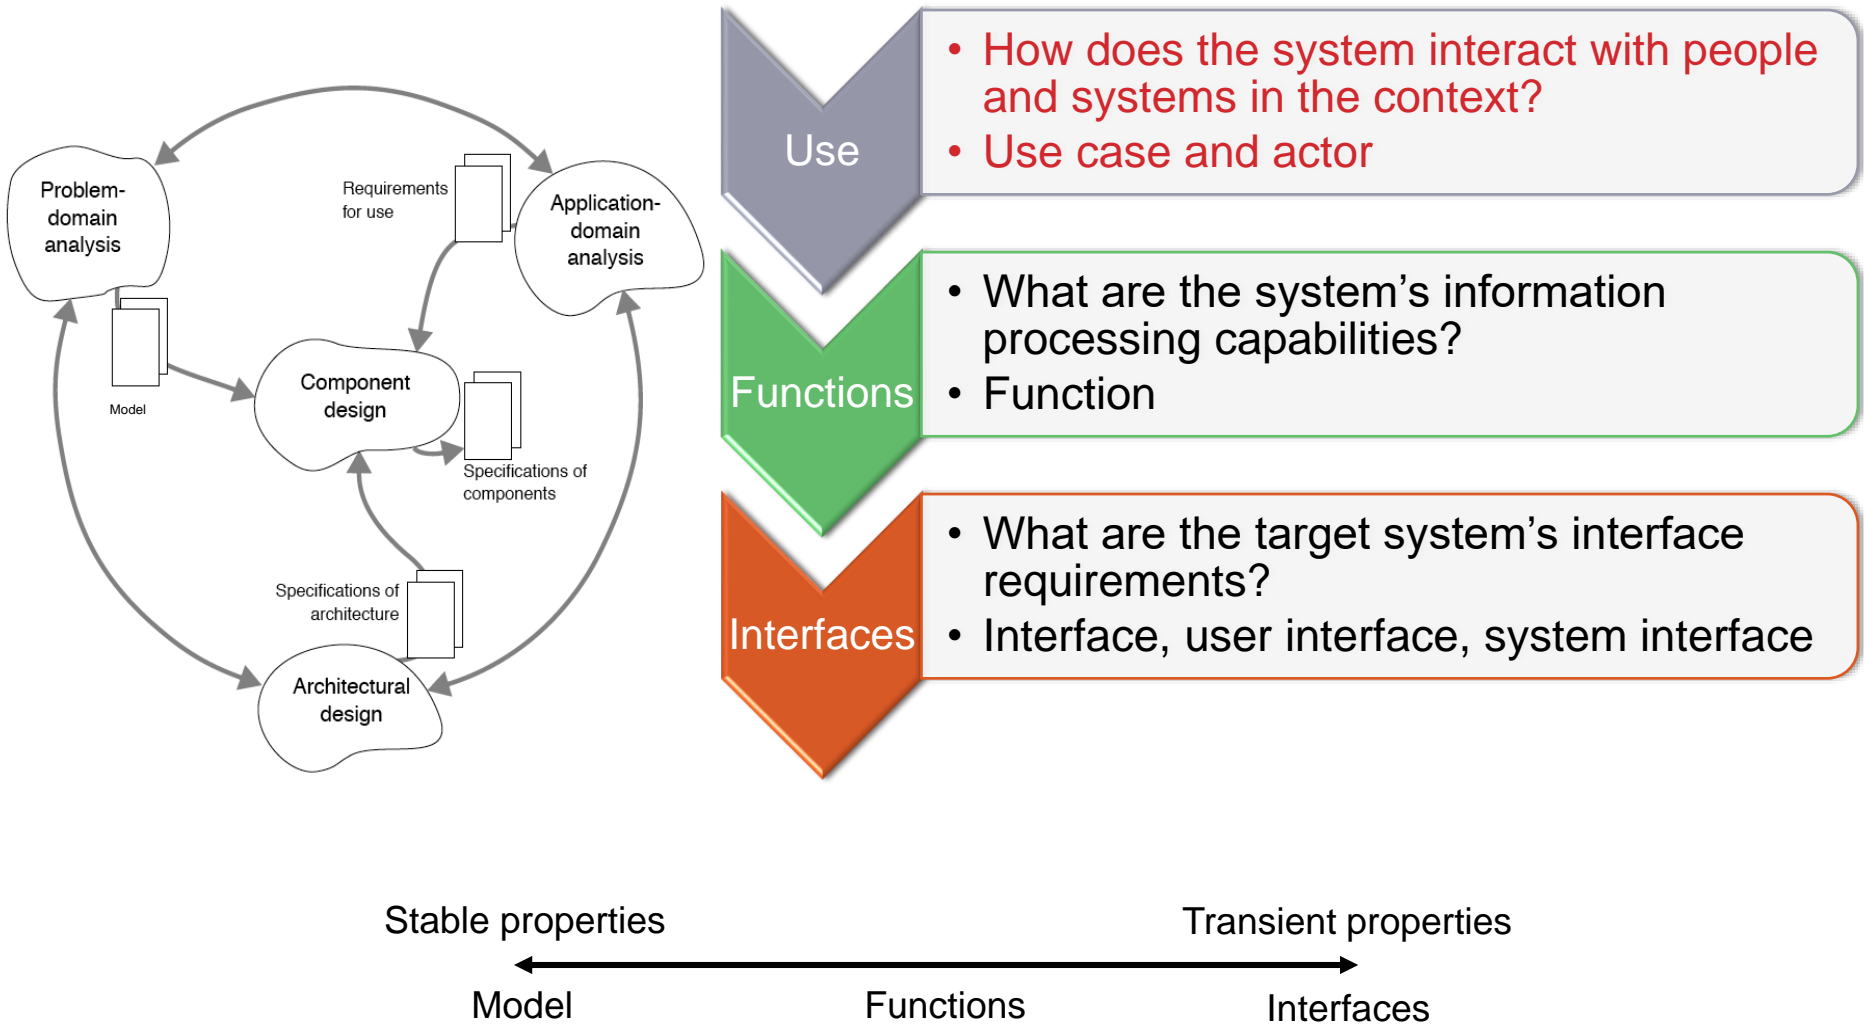 Problem-
domain
analysis
Requirements
for use
Application-
domain
analysis
Model
Component
design
Specifications of
components
Specifications of
architecture
Architectural
design
Use
• How does the system interact with people
and systems in the context?
• Use case and actor
Functions
• What are the system’s information
processing capabilities?
• Function
Interfaces
• What are the target system’s interface
requirements?
• Interface, user interface, system interface
Stable properties
Transient properties
Model
Functions
Interfaces